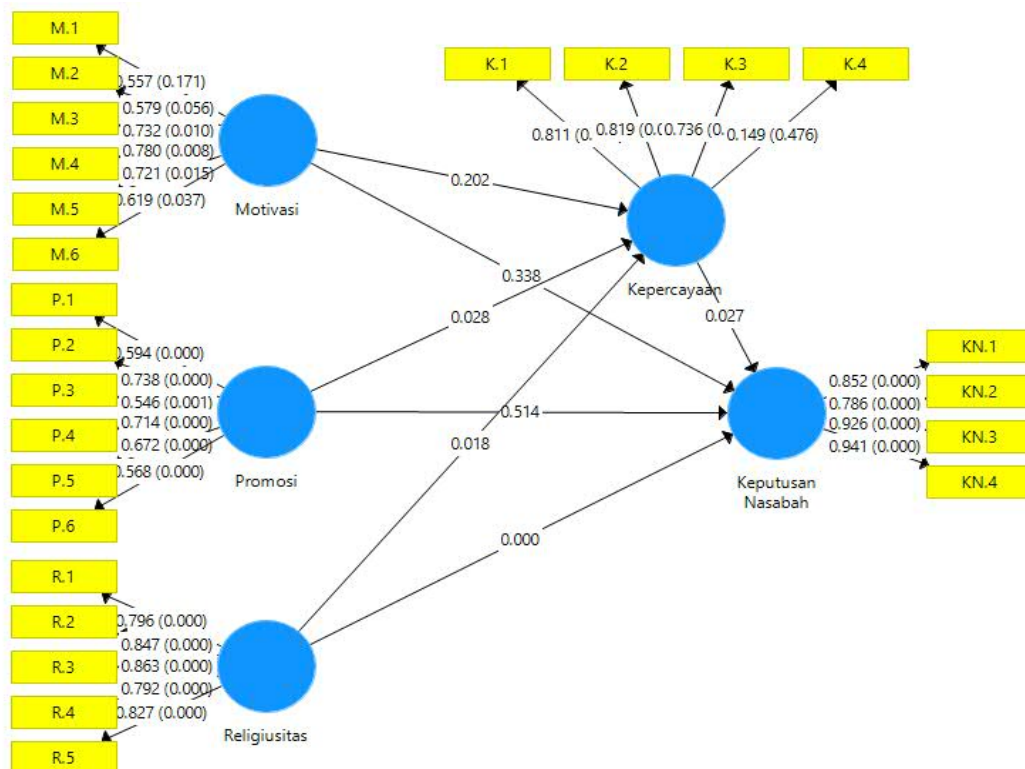 M.1
M.2
M.3
M.4
M.5
M.6
0.557 (0.171)
0.579 (0.056)
0.732 (0.010)
0.780 (0.008)
0.721 (0.015)
0.619 (0.037)
Motivasi
K.1
K.2
K.3
K.4
0.811 (0.
0.819 (0.0
0.736 (0.
0.149 (0.476)
Kepercayaan
0.202
0.338
0.028
0.027
0.514
0.018
0.000
P.1
P.2
P.3
P.4
P.5
P.6
0.594 (0.000)
0.738 (0.000)
0.546 (0.001)
0.714 (0.000)
0.672 (0.000)
0.568 (0.000)
Promosi
KN.1
KN.2
KN.3
KN.4
0.852 (0.000)
0.786 (0.000)
0.926 (0.000)
0.941 (0.000)
Keputusan
Nasabah
R.1
R.2
R.3
R.4
R.5
0.796 (0.000)
0.847 (0.000)
0.863 (0.000)
0.792 (0.000)
0.827 (0.000)
Religiusitas